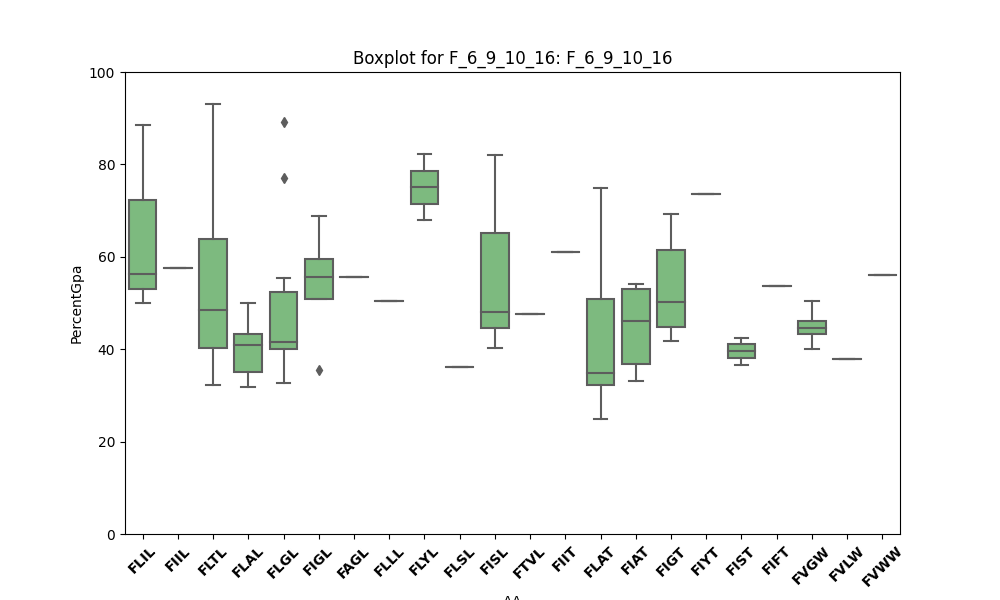 Boxplot for F_6_9_10_16: F_6_9_10_16
100
80
60
40
20
0
PercentGpa
FLIL FIIL FLTL FLAL FLGL FIGL FAGL FLLL FLYL FLSL FISL FTVL FIIT FLAT FIAT FIGT FIYT FIST FIFT FVGW FVLW FVWW
AA